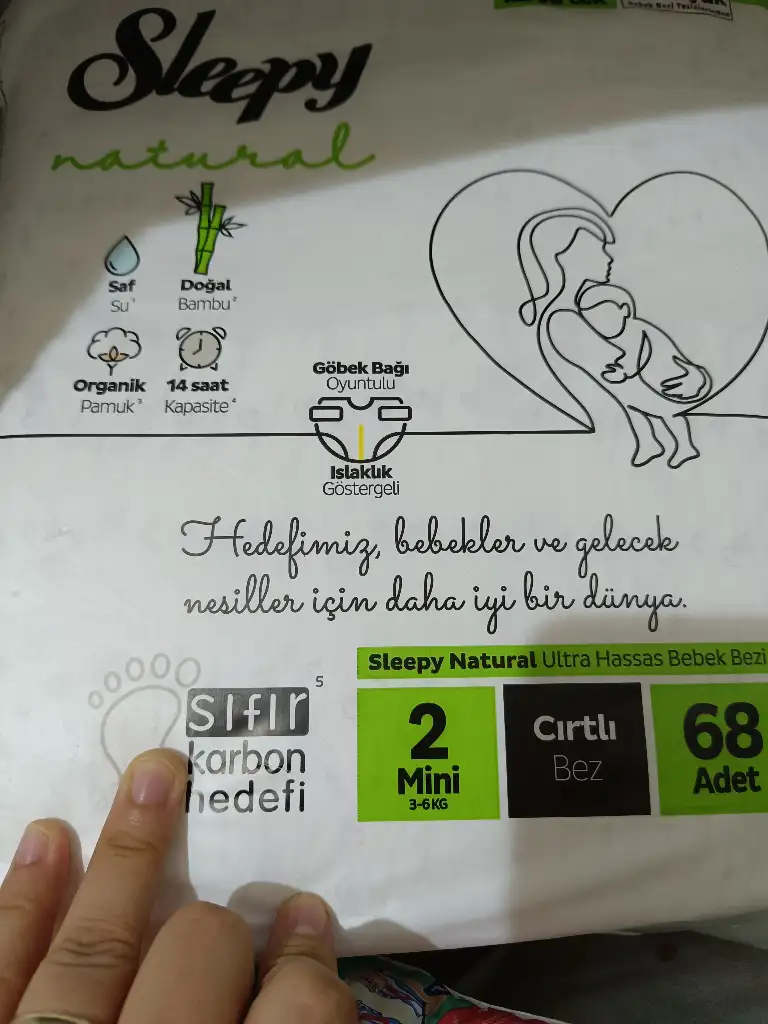 Sleepy
natural
Saf
Su¹
Doğal
Bambu²
Organik
Pamuk³
14 saat
Kapasite⁴
Göbek Bağı
Oyuntulu
Islaklık
Göstergeli
Hedefimiz, bebekler ve gelecek
nesiller için daha iyi bir dünya.
sıfır⁵
karbon
hedefi
Sleepy Natural Ultra Hassas Bebek Bezi
2
Mini
3-6 KG
Cırtlı
Bez
68
Adet